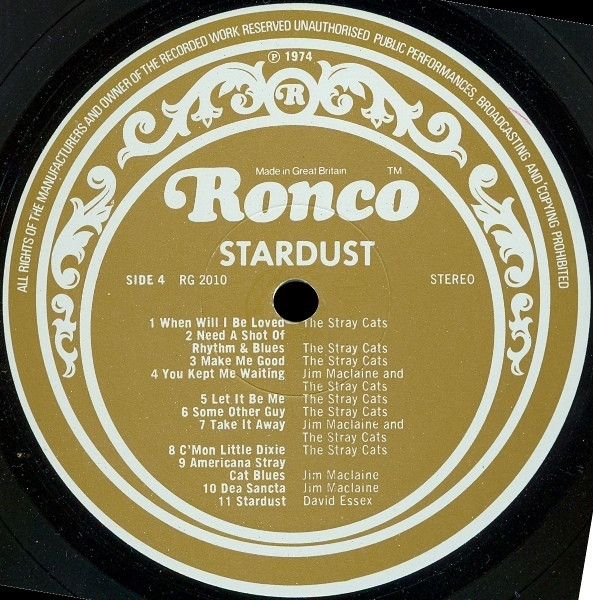 ALL RIGHTS OF THE MANUFACTURERS AND OWNER OF THE RECORDED WORK RESERVED UNAUTHORISED PUBLIC PERFORMANCES, BROADCASTING AND COPYING PROHIBITED
℗ 1974
R
Made in Great Britain
Ronco ™
STARDUST
SIDE 4 RG 2010 STEREO
1 When Will I Be Loved The Stray Cats
2 Need A Shot Of
Rhythm & Blues The Stray Cats
3 Make Me Good The Stray Cats
4 You Kept Me Waiting Jim Maclaine and
The Stray Cats
5 Let It Be Me The Stray Cats
6 Some Other Guy The Stray Cats
7 Take It Away Jim Maclaine and
The Stray Cats
8 C'Mon Little Dixie The Stray Cats
9 Americana Stray
Cat Blues Jim Maclaine
10 Dea Sancta Jim Maclaine
11 Stardust David Essex